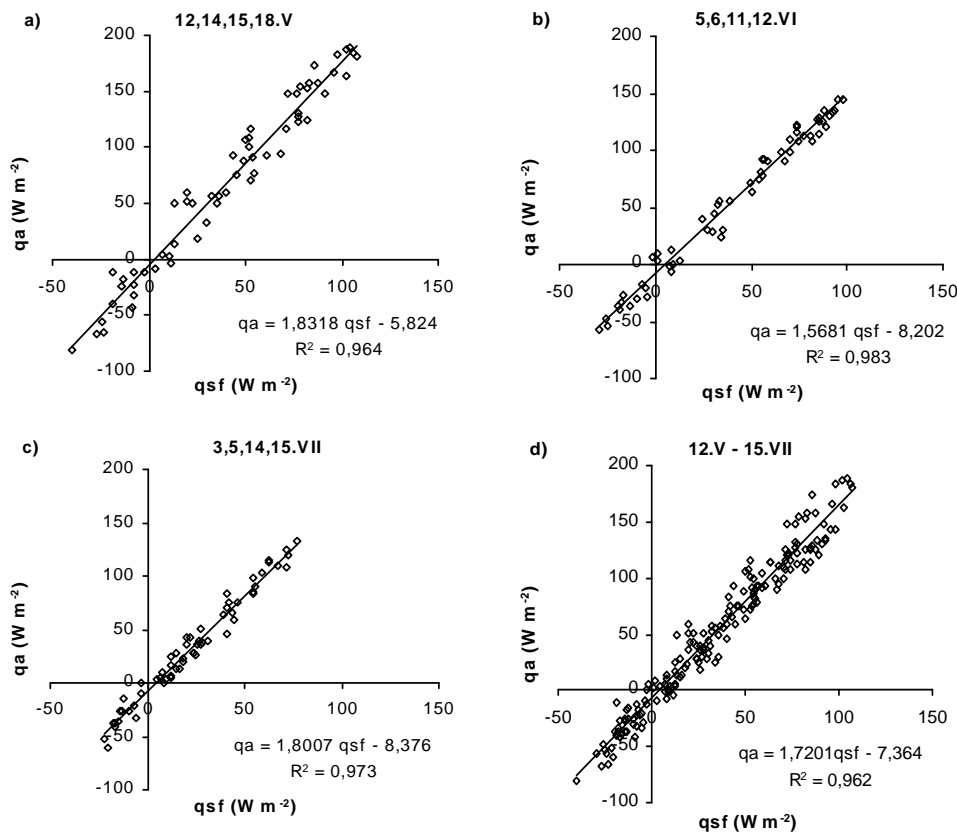 a)
12,14,15,18.V
200
150
100
50
0
-50
-100
-50
0
50
100
150
qa (W m⁻²)
qsf (W m⁻²)
qa = 1,8318 qsf - 5,824
R² = 0,964
b)
5,6,11,12.VI
200
150
100
50
0
-50
-100
-50
0
50
100
150
qa (W m⁻²)
qsf (W m⁻²)
qa = 1,5681 qsf - 8,202
R² = 0,983
c)
3,5,14,15.VII
200
150
100
50
0
-50
-100
-50
0
50
100
150
qa (W m⁻²)
qsf (W m⁻²)
qa = 1,8007 qsf - 8,376
R² = 0,973
d)
12.V - 15.VII
200
150
100
50
0
-50
-100
-50
0
50
100
150
qa (W m⁻²)
qsf (W m⁻²)
qa = 1,7201qsf - 7,364
R² = 0,962